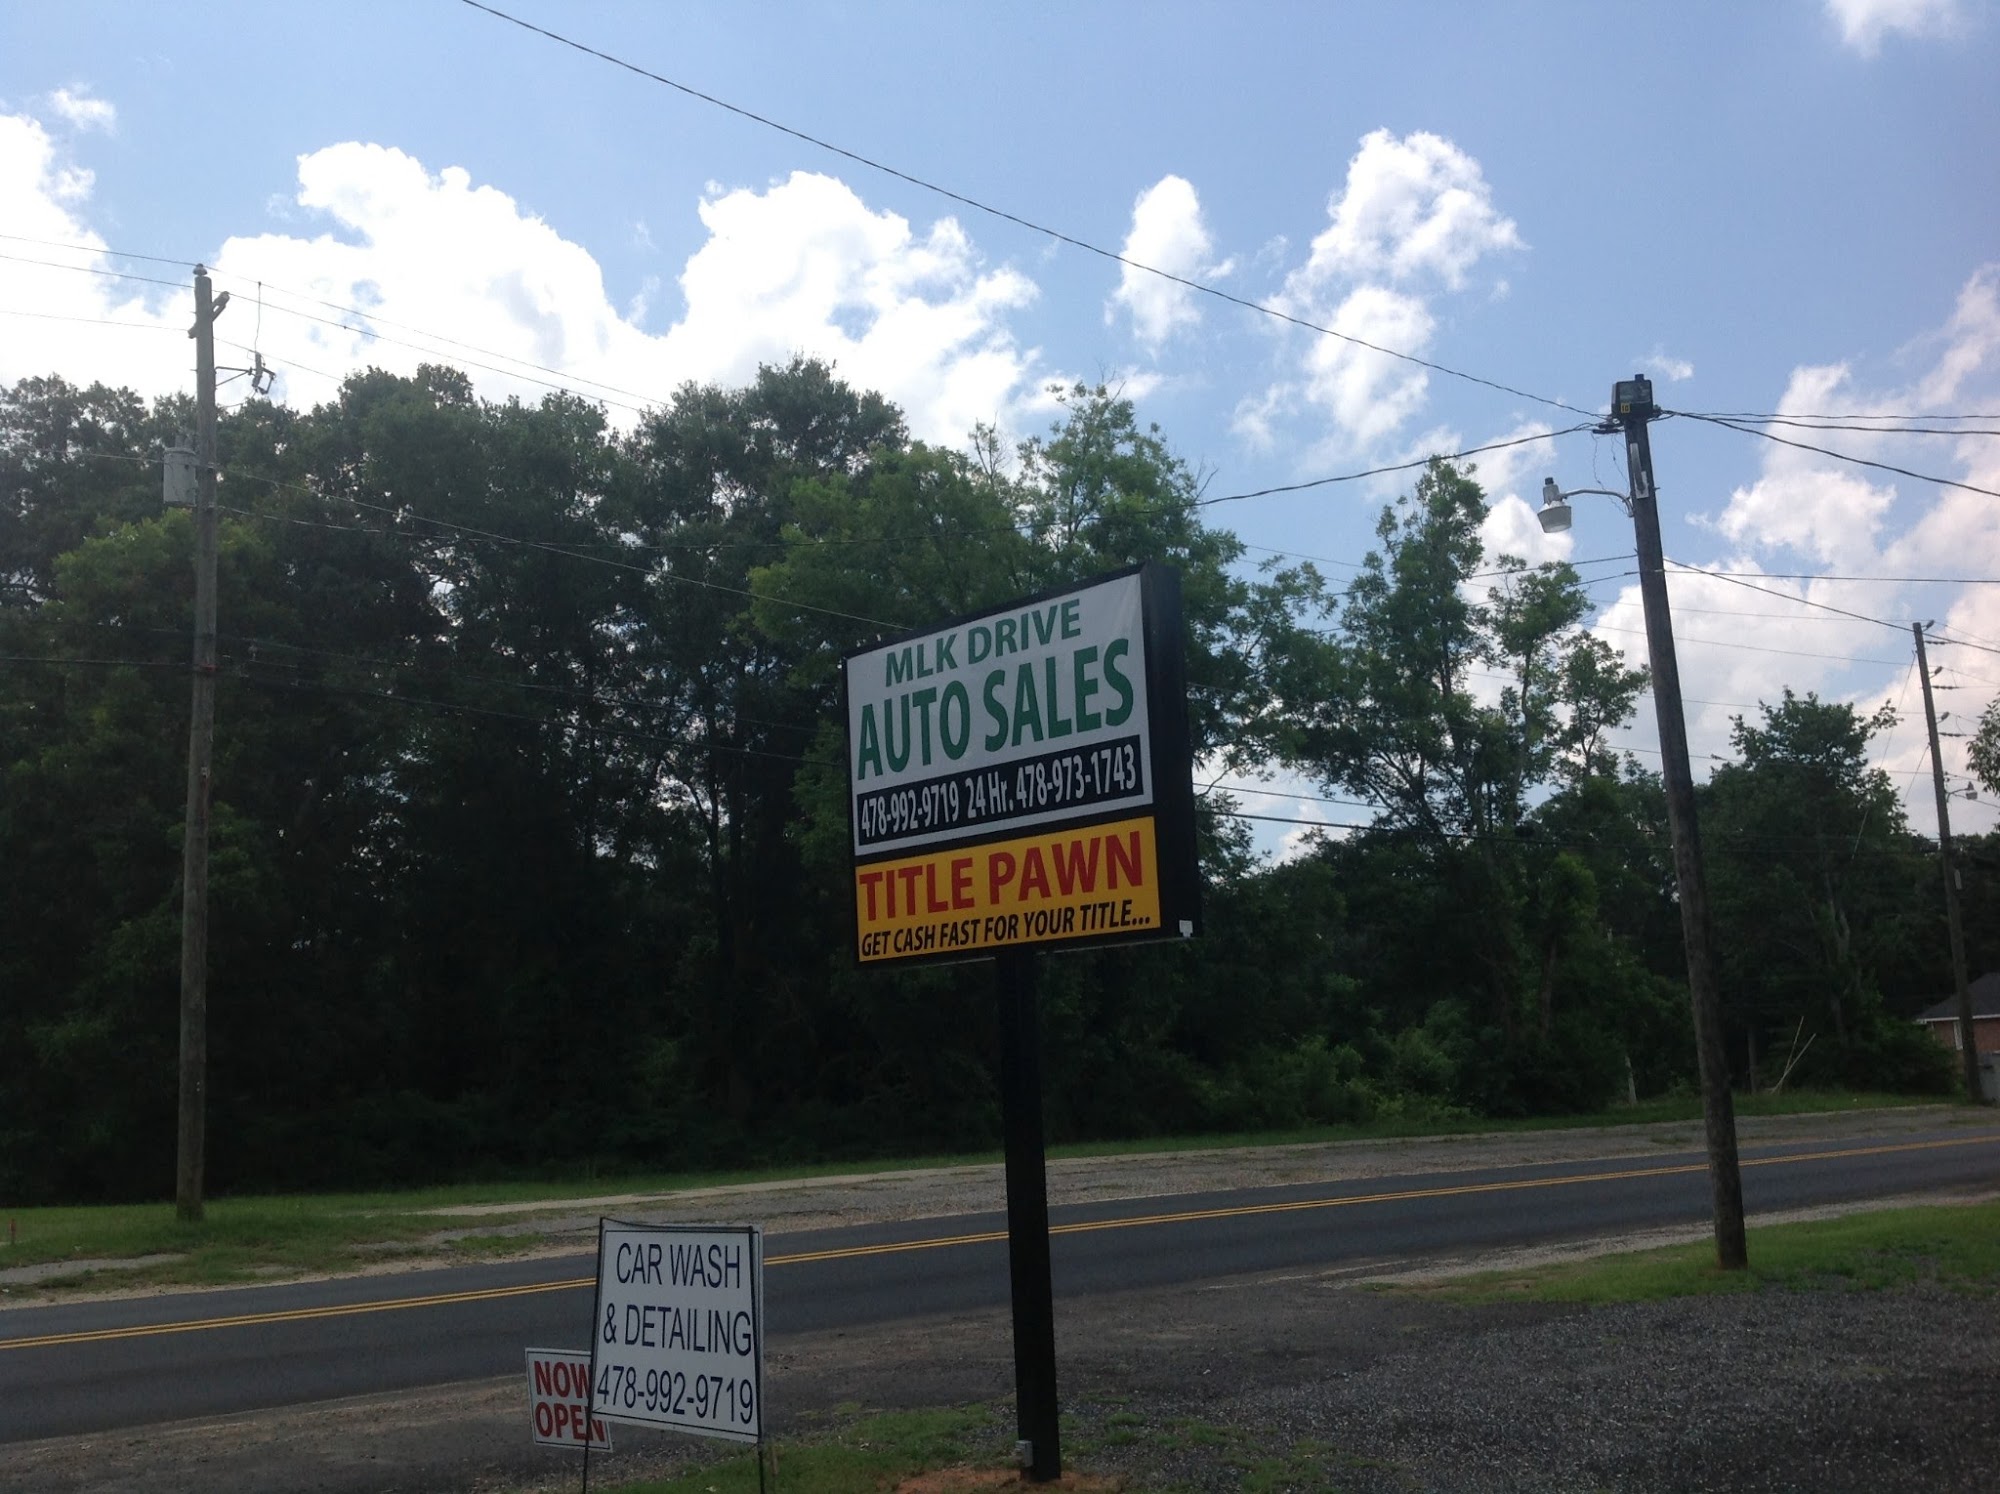 MLK DRIVE
AUTO SALES
478-992-9719 24 Hr. 478-973-1743
TITLE PAWN
GET CASH FAST FOR YOUR TITLE...
CAR WASH
& DETAILING
478-992-9719
NOW
OPEN